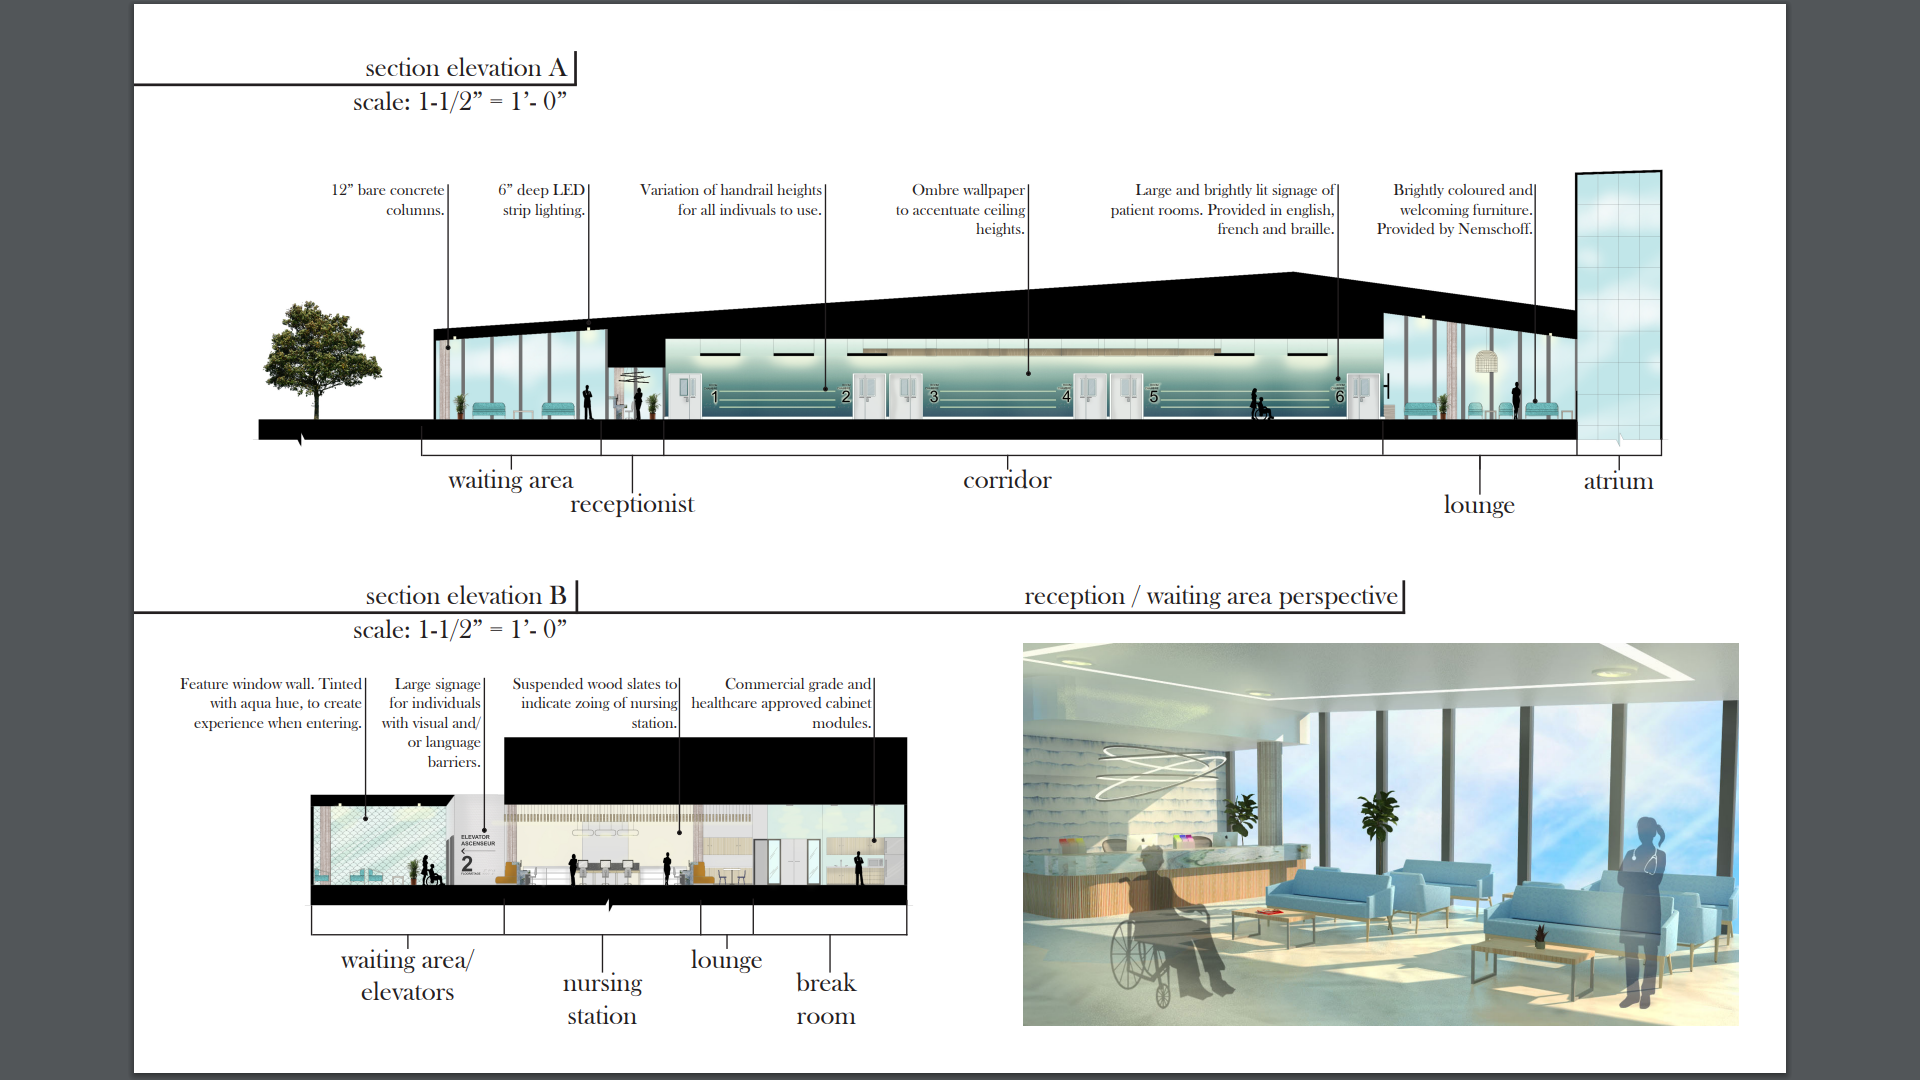 section elevation A
scale: 1-1/2” = 1’- 0”
12” bare concrete
columns.
6” deep LED
strip lighting.
Variation of handrail heights
for all indivuals to use.
Ombre wallpaper
to accentuate ceiling
heights.
Large and brightly lit signage of
patient rooms. Provided in english,
french and braille.
Brightly coloured and
welcoming furniture.
Provided by Nemschoff.
1
2
3
4
5
6
waiting area
receptionist
corridor
lounge
atrium
section elevation B
scale: 1-1/2” = 1’- 0”
Feature window wall. Tinted
with aqua hue, to create
experience when entering.
Large signage
for individuals
with visual and/
or language
barriers.
Suspended wood slates to
indicate zoing of nursing
station.
Commercial grade and
healthcare approved cabinet
modules.
ELEVATOR
ASCENSEUR
2
waiting area/
elevators
nursing
station
lounge
break
room
reception / waiting area perspective